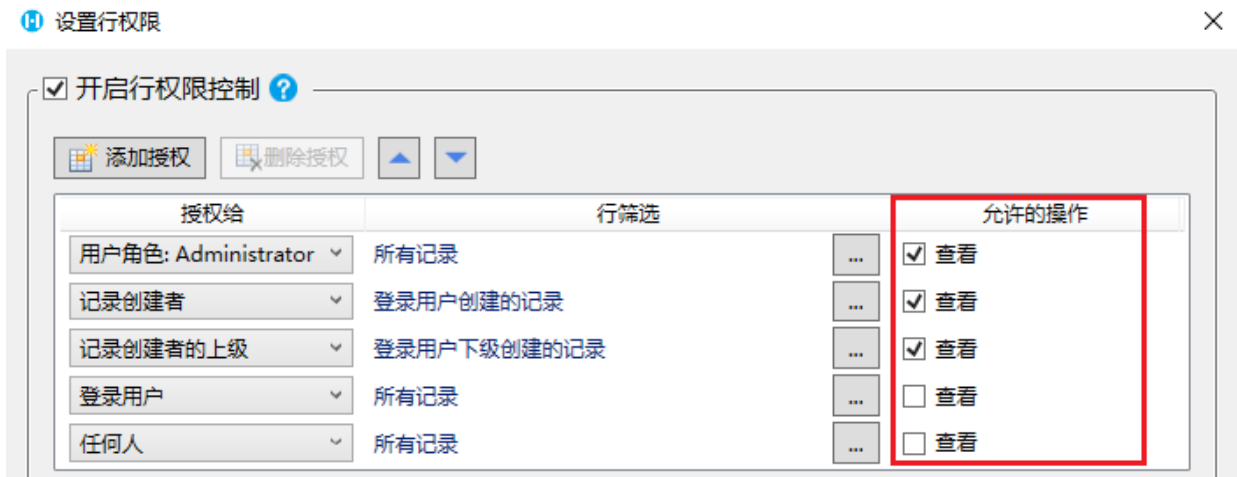 设置行权限
开启行权限控制
添加授权 删除授权
授权给 行筛选 允许的操作
用户角色: Administrator 所有记录 ... 查看
记录创建者 登录用户创建的记录 ... 查看
记录创建者的上级 登录用户下级创建的记录 ... 查看
登录用户 所有记录 ... 查看
任何人 所有记录 ... 查看